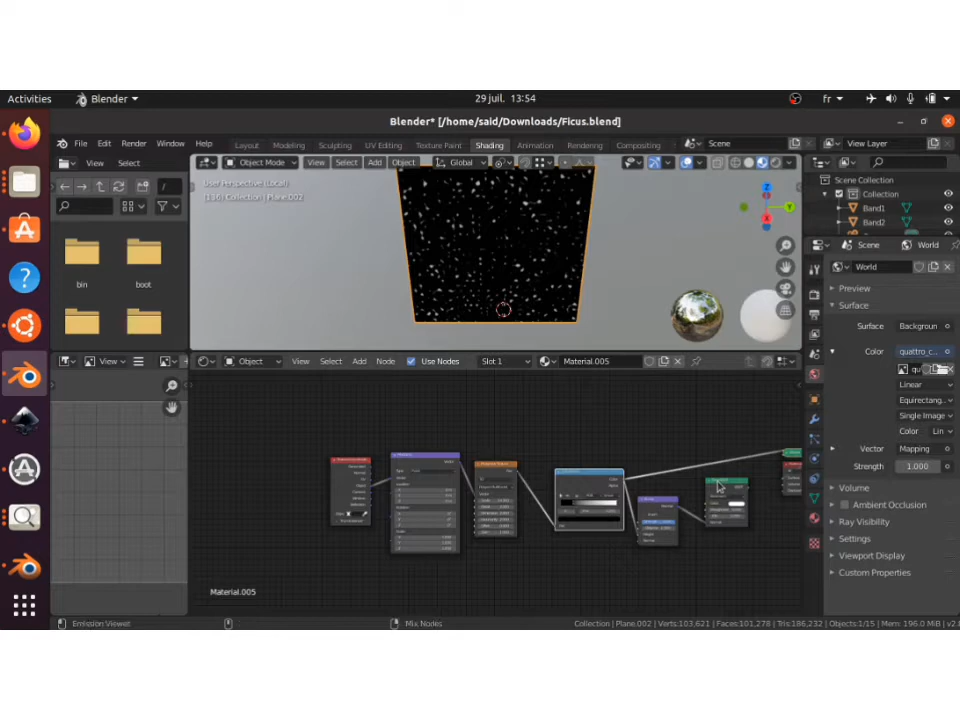 Activities
Blender
29 juil. 13:54
fr
Blender* [/home/said/Downloads/Ficus.blend]
File Edit Render Window Help
Layout Modeling Sculpting UV Editing Texture Paint Shading Animation Rendering Compositing
Scene
View Layer
View Select
Object Mode View Select Add Object Global
User Perspective (Local)
Collection | Plane.002
Scene Collection
Collection
Band1
Band2
Scene World
World
Preview
Surface
Surface Backgroun
Color quattro_c...
Linear
Equirectang..
Single Image
Color Lin
Vector Mapping
Strength 1.000
Volume
Ambient Occlusion
Ray Visibility
Settings
Viewport Display
Custom Properties
/
bin
boot
View
Object View Select Add Node Use Nodes Slot 1 Material.005
Material.005
Emission Viewer
Mix Nodes
Collection | Plane.002 | Verts:103,621 | Faces:101,278 | Tris:186,232 | Objects:1/15 | Mem: 196.0 MiB | v2.